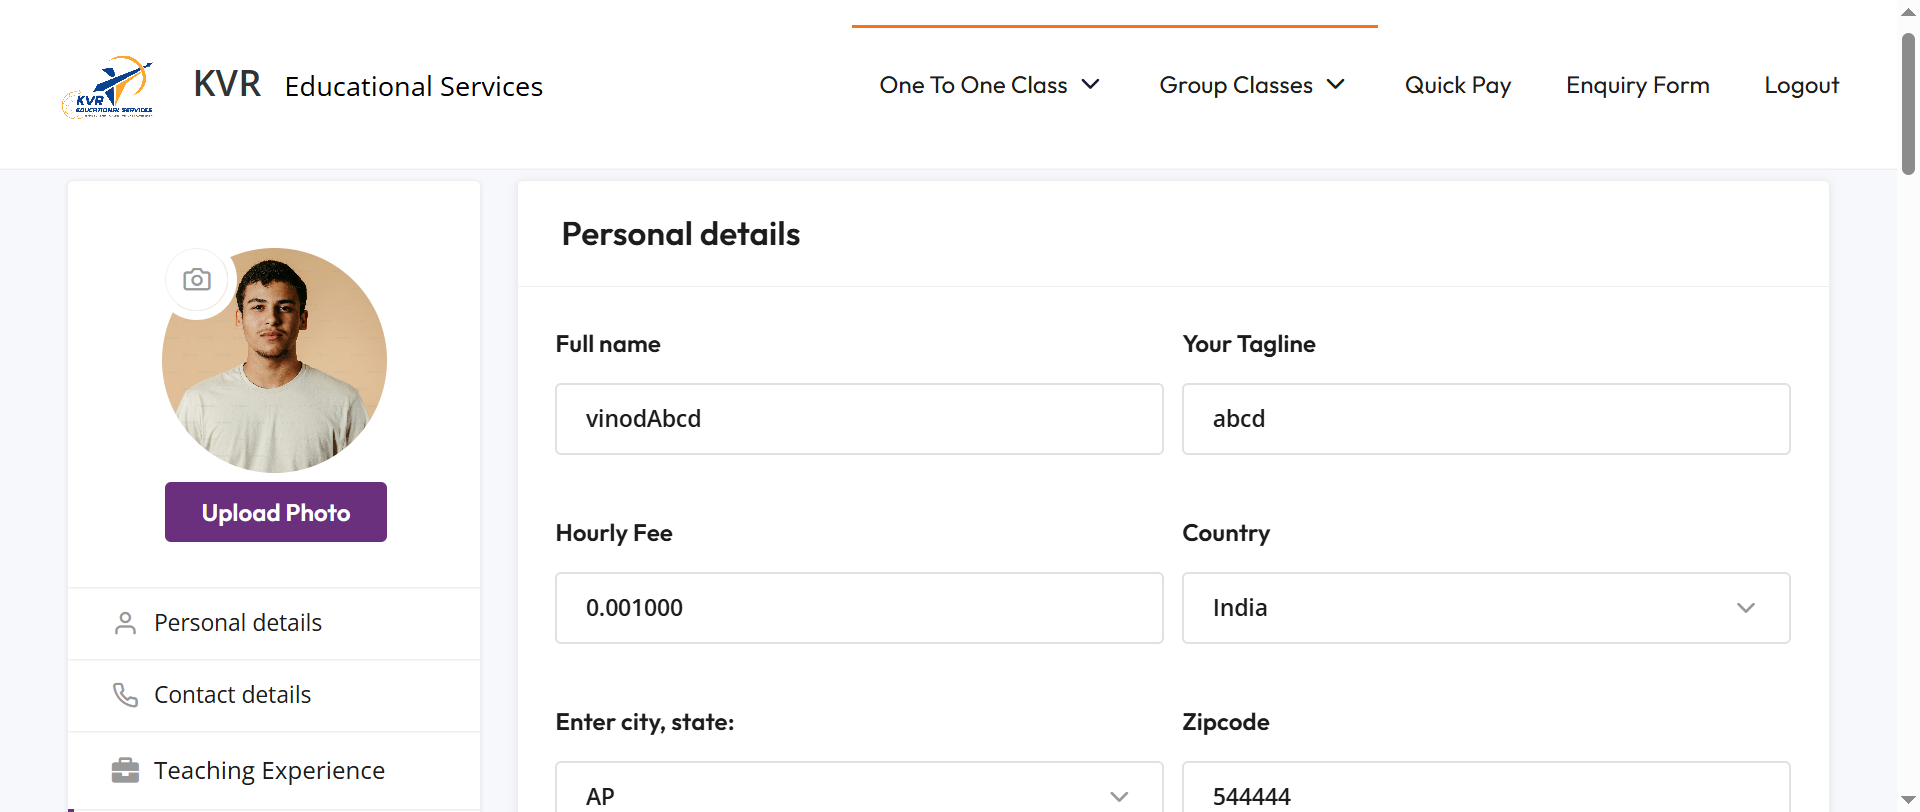 KVR
EDUCATIONAL SERVICES
KVR Educational Services
One To One Class
Group Classes
Quick Pay
Enquiry Form
Logout
Upload Photo
Personal details
Contact details
Teaching Experience
Personal details
Full name
vinodAbcd
Your Tagline
abcd
Hourly Fee
0.001000
Country
India
Enter city, state:
AP
Zipcode
544444